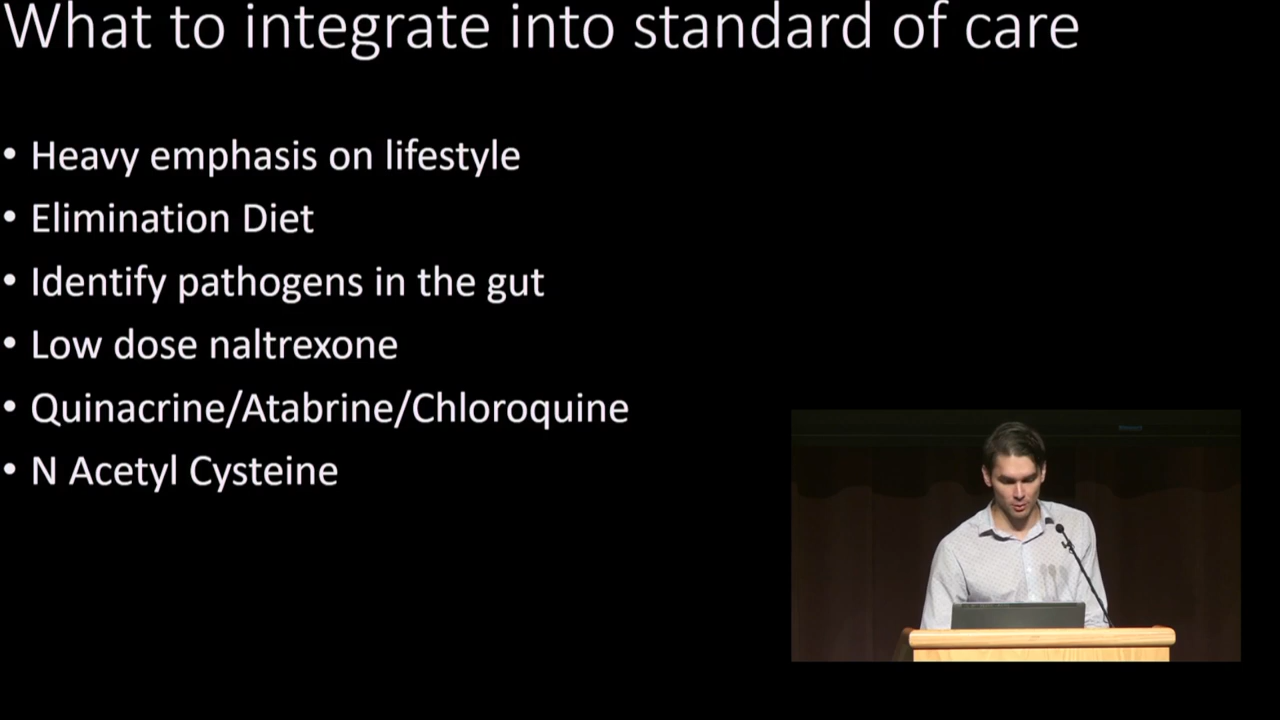 What to integrate into standard of care
• Heavy emphasis on lifestyle
• Elimination Diet
• Identify pathogens in the gut
• Low dose naltrexone
• Quinacrine/Atabrine/Chloroquine
• N Acetyl Cysteine